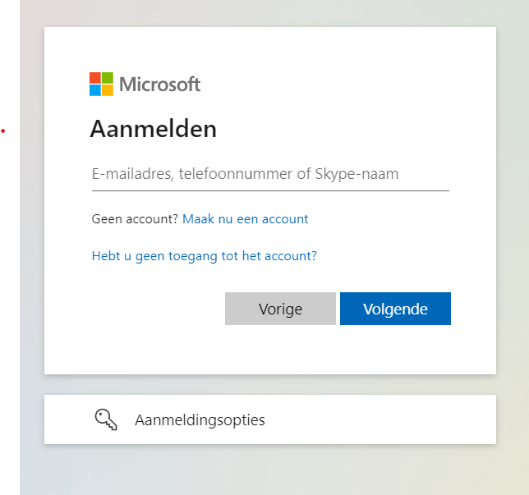 Microsoft
Aanmelden
E-mailadres, telefoonnummer of Skype-naam
Geen account? Maak nu een account
Hebt u geen toegang tot het account?
Vorige Volgende
Aanmeldingsopties